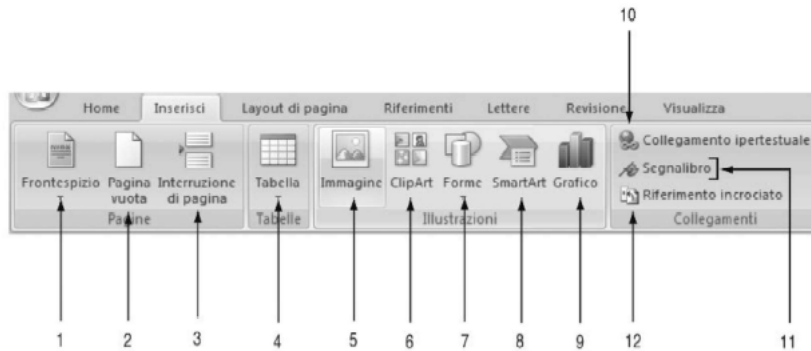 10
Home Inserisci Layout di pagina Riferimenti Lettere Revisione Visualizza
Frontespizio Pagina vuota Interruzione di pagina Tabella Immagine ClipArt Forme SmartArt Grafico
Collegamento ipertestuale
Segnalibro
Riferimento incrociato
Pagine Tabelle Illustrazioni Collegamenti
1 2 3 4 5 6 7 8 9 12 11